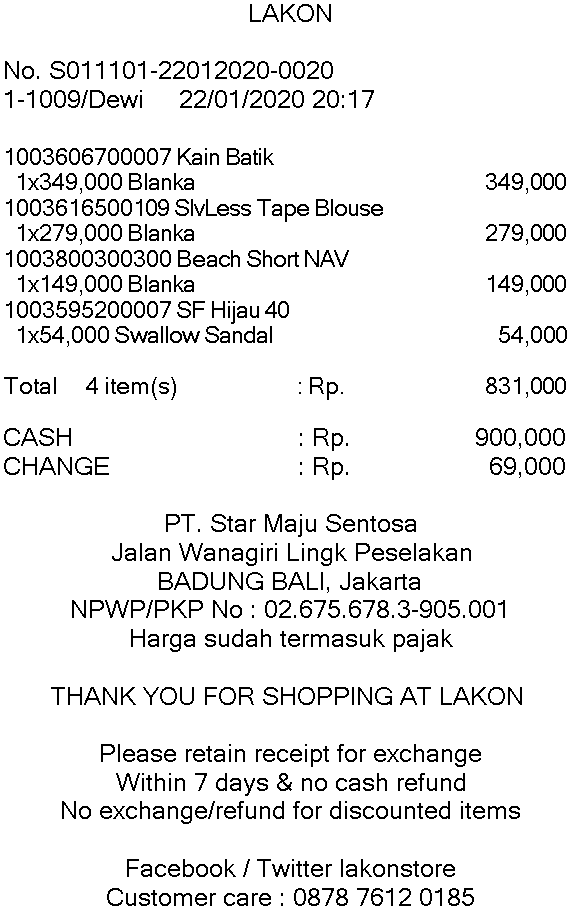 LAKON
No. S011101-22012020-0020
1-1009/Dewi 22/01/2020 20:17
1003606700007 Kain Batik
1x349,000 Blanka 349,000
1003616500109 SlvLess Tape Blouse
1x279,000 Blanka 279,000
1003800300300 Beach Short NAV
1x149,000 Blanka 149,000
1003595200007 SF Hijau 40
1x54,000 Swallow Sandal 54,000
Total 4 item(s) : Rp. 831,000
CASH : Rp. 900,000
CHANGE : Rp. 69,000
PT. Star Maju Sentosa
Jalan Wanagiri Lingk Peselakan
BADUNG BALI, Jakarta
NPWP/PKP No : 02.675.678.3-905.001
Harga sudah termasuk pajak
THANK YOU FOR SHOPPING AT LAKON
Please retain receipt for exchange
Within 7 days & no cash refund
No exchange/refund for discounted items
Facebook / Twitter lakonstore
Customer care : 0878 7612 0185